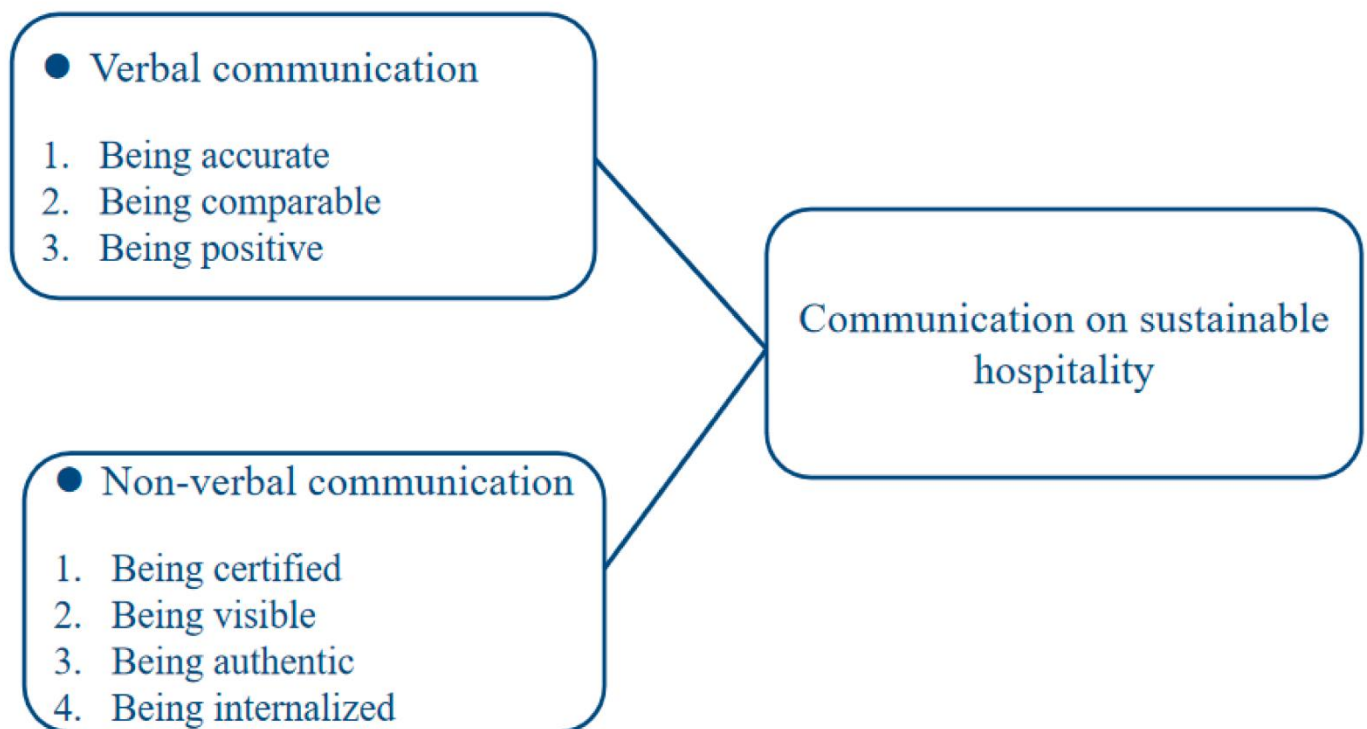 ● Verbal communication
1. Being accurate
2. Being comparable
3. Being positive
Communication on sustainable
hospitality
● Non-verbal communication
1. Being certified
2. Being visible
3. Being authentic
4. Being internalized